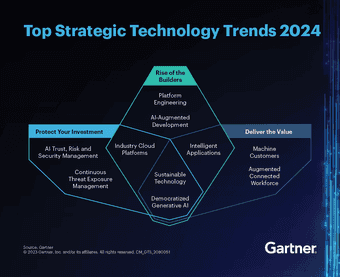 Top Strategic Technology Trends 2024
Rise of the
Builders
Platform
Engineering
AI-Augmented
Development
Protect Your Investment
AI Trust, Risk and
Security Management
Continuous
Threat Exposure
Management
Industry Cloud
Platforms
Intelligent
Applications
Sustainable
Technology
Democratized
Generative AI
Deliver the Value
Machine
Customers
Augmented
Connected
Workforce
Source: Gartner
© 2023 Gartner, Inc. and/or its affiliates. All rights reserved.
Gartner